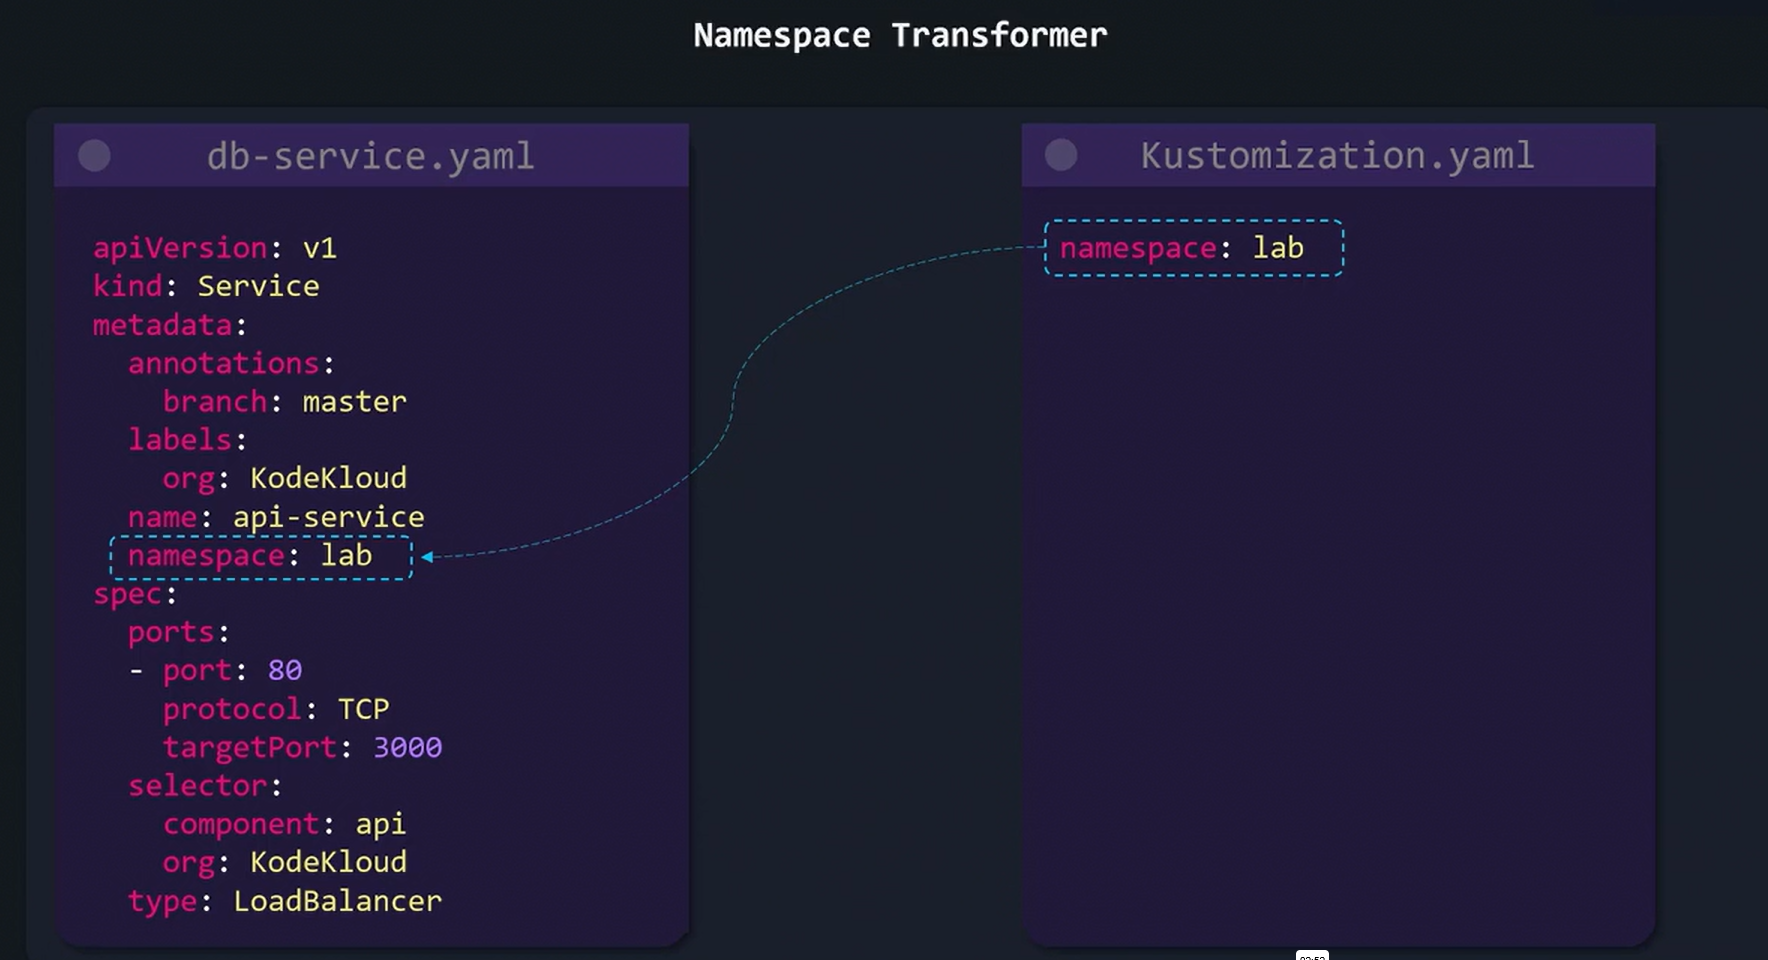 Namespace Transformer
db-service.yaml
apiVersion: v1
kind: Service
metadata:
  annotations:
    branch: master
  labels:
    org: KodeKloud
  name: api-service
  namespace: lab
spec:
  ports:
  - port: 80
    protocol: TCP
    targetPort: 3000
  selector:
    component: api
    org: KodeKloud
  type: LoadBalancer
Kustomization.yaml
namespace: lab